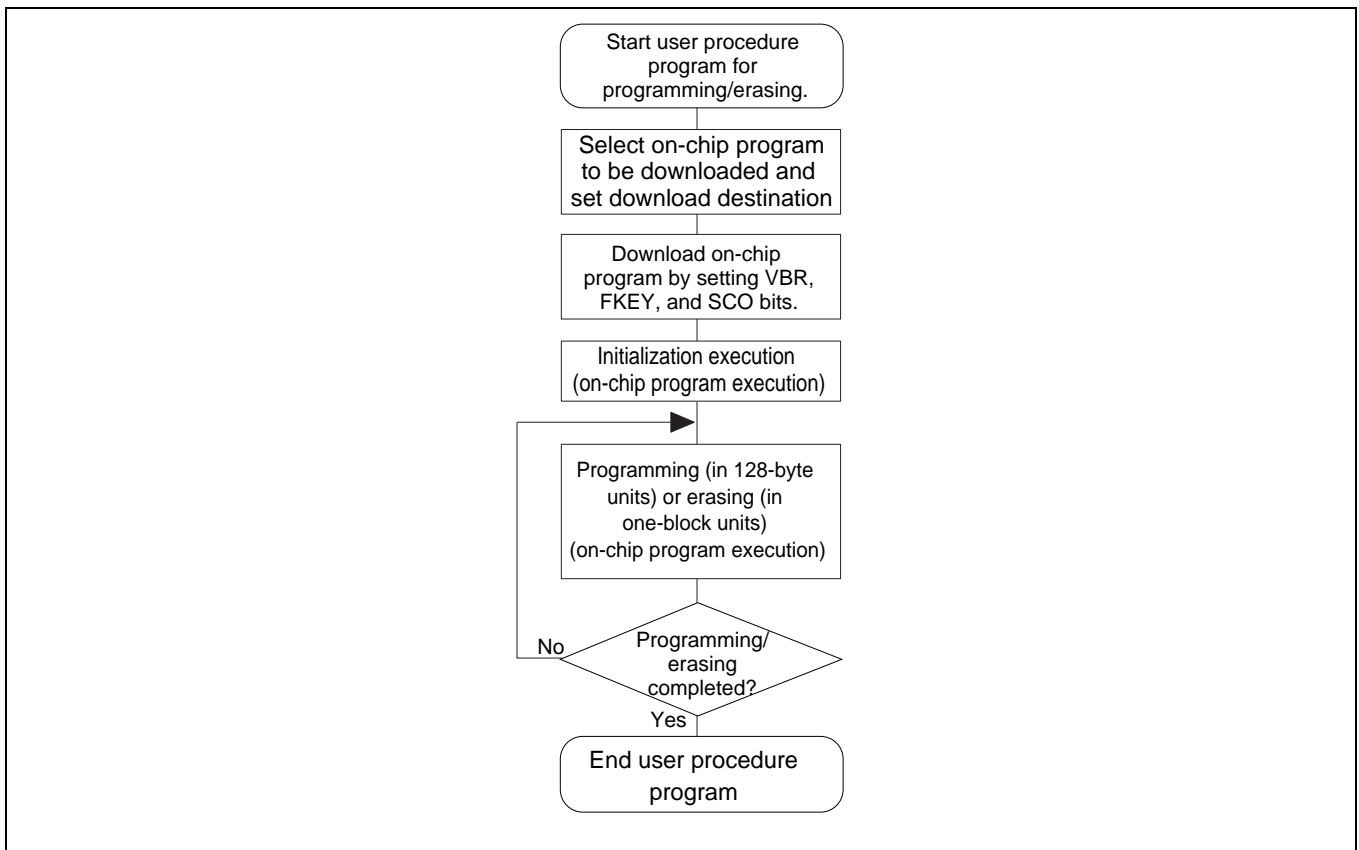 Start user procedure
program for
programming/erasing.
Select on-chip program
to be downloaded and
set download destination
Download on-chip
program by setting VBR,
FKEY, and SCO bits.
Initialization execution
(on-chip program execution)
Programming (in 128-byte
units) or erasing (in
one-block units)
(on-chip program execution)
No
Programming/
erasing
completed?
Yes
End user procedure
program